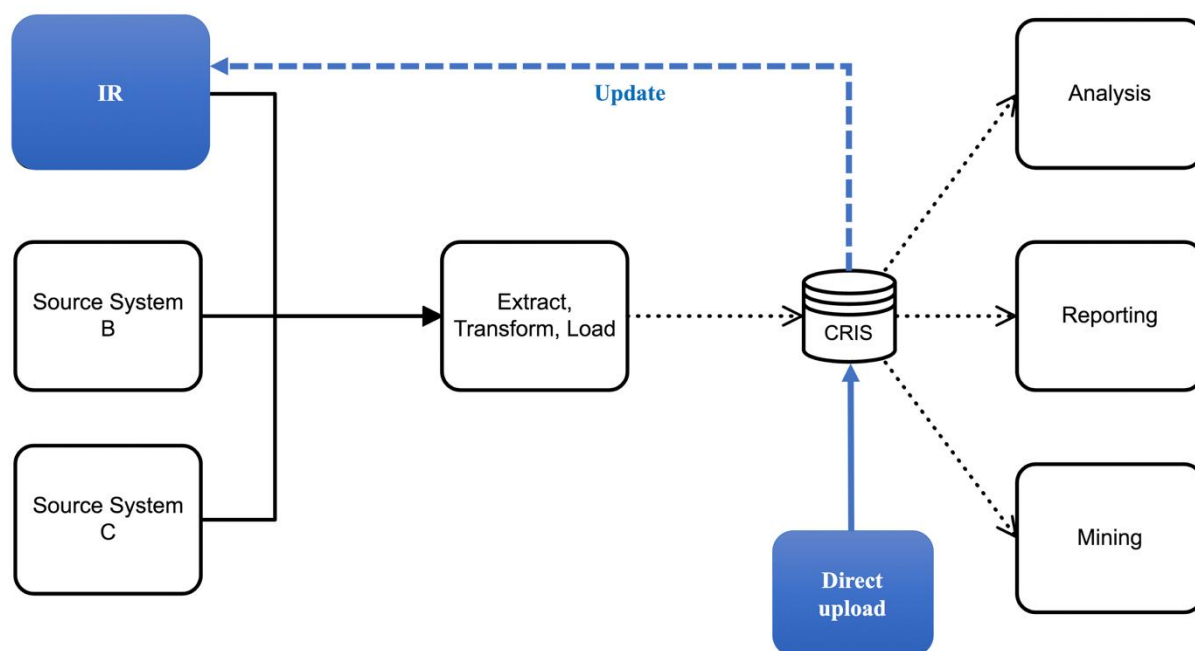 IR
Update
Analysis
Source System
B
Extract,
Transform, Load
CRIS
Reporting
Source System
C
Direct
upload
Mining